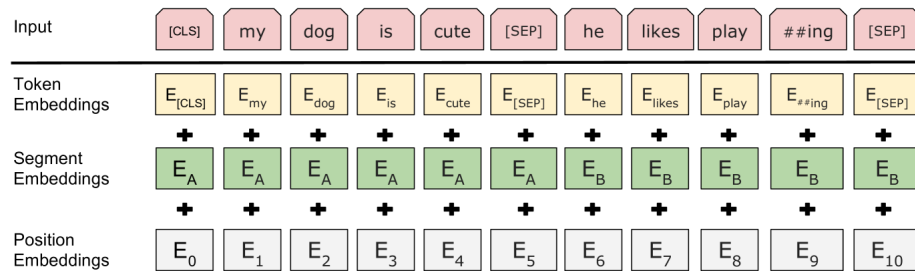 Input [CLS] my dog is cute [SEP] he likes play ##ing [SEP]
Token Embeddings E[CLS] Emy Edog Eis Ecute E[SEP] Ehe Elikes Eplay E##ing E[SEP]
+ + + + + + + + + + +
Segment Embeddings EA EA EA EA EA EA EB EB EB EB EB
+ + + + + + + + + + +
Position Embeddings E0 E1 E2 E3 E4 E5 E6 E7 E8 E9 E10